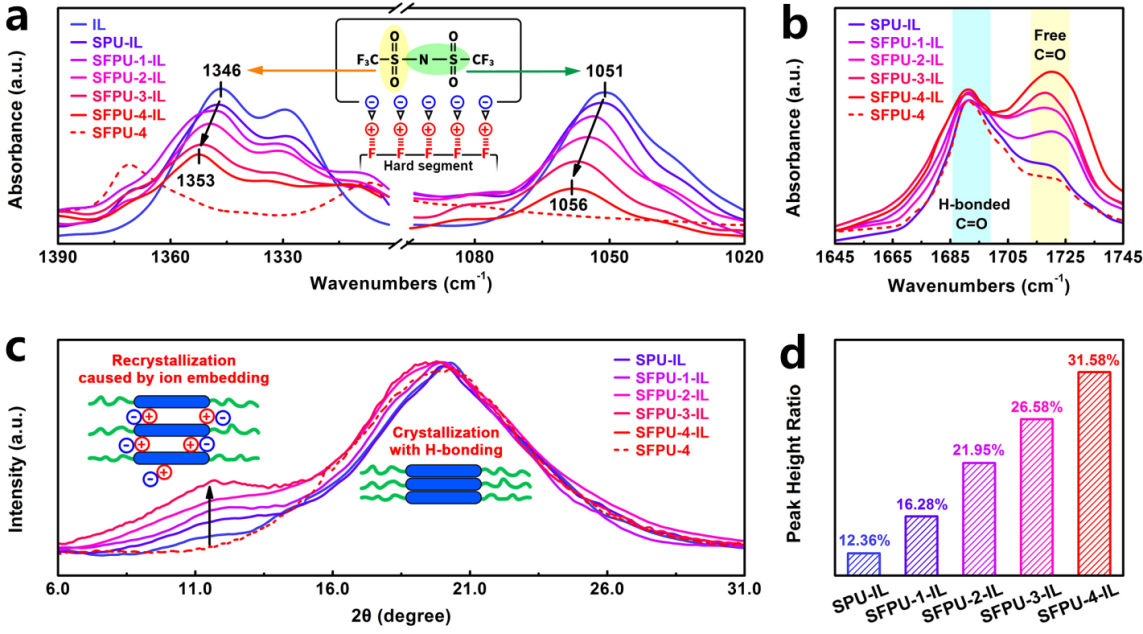 a
IL
SPU-IL
SFPU-1-IL
SFPU-2-IL
SFPU-3-IL
SFPU-4-IL
SFPU-4
1346
1353
O O
F₃C S N S CF₃
O O
− − − − −
+ + + + +
F F F F F
Hard segment
1051
1056
Absorbance (a.u.)
1390 1360 1330 1080 1050 1020
Wavenumbers (cm⁻¹)
b
SPU-IL
SFPU-1-IL
SFPU-2-IL
SFPU-3-IL
SFPU-4-IL
SFPU-4
Free
C=O
H-bonded
C=O
Absorbance (a.u.)
1645 1665 1685 1705 1725 1745
Wavenumbers (cm⁻¹)
c
Recrystallization
caused by ion embedding
− + + −
− + + −
− +
Crystallization
with H-bonding
SPU-IL
SFPU-1-IL
SFPU-2-IL
SFPU-3-IL
SFPU-4-IL
SFPU-4
Intensity (a.u.)
6.0 11.0 16.0 21.0 26.0 31.0
2θ (degree)
d
Peak Height Ratio
12.36%
16.28%
21.95%
26.58%
31.58%
SPU-IL
SFPU-1-IL
SFPU-2-IL
SFPU-3-IL
SFPU-4-IL